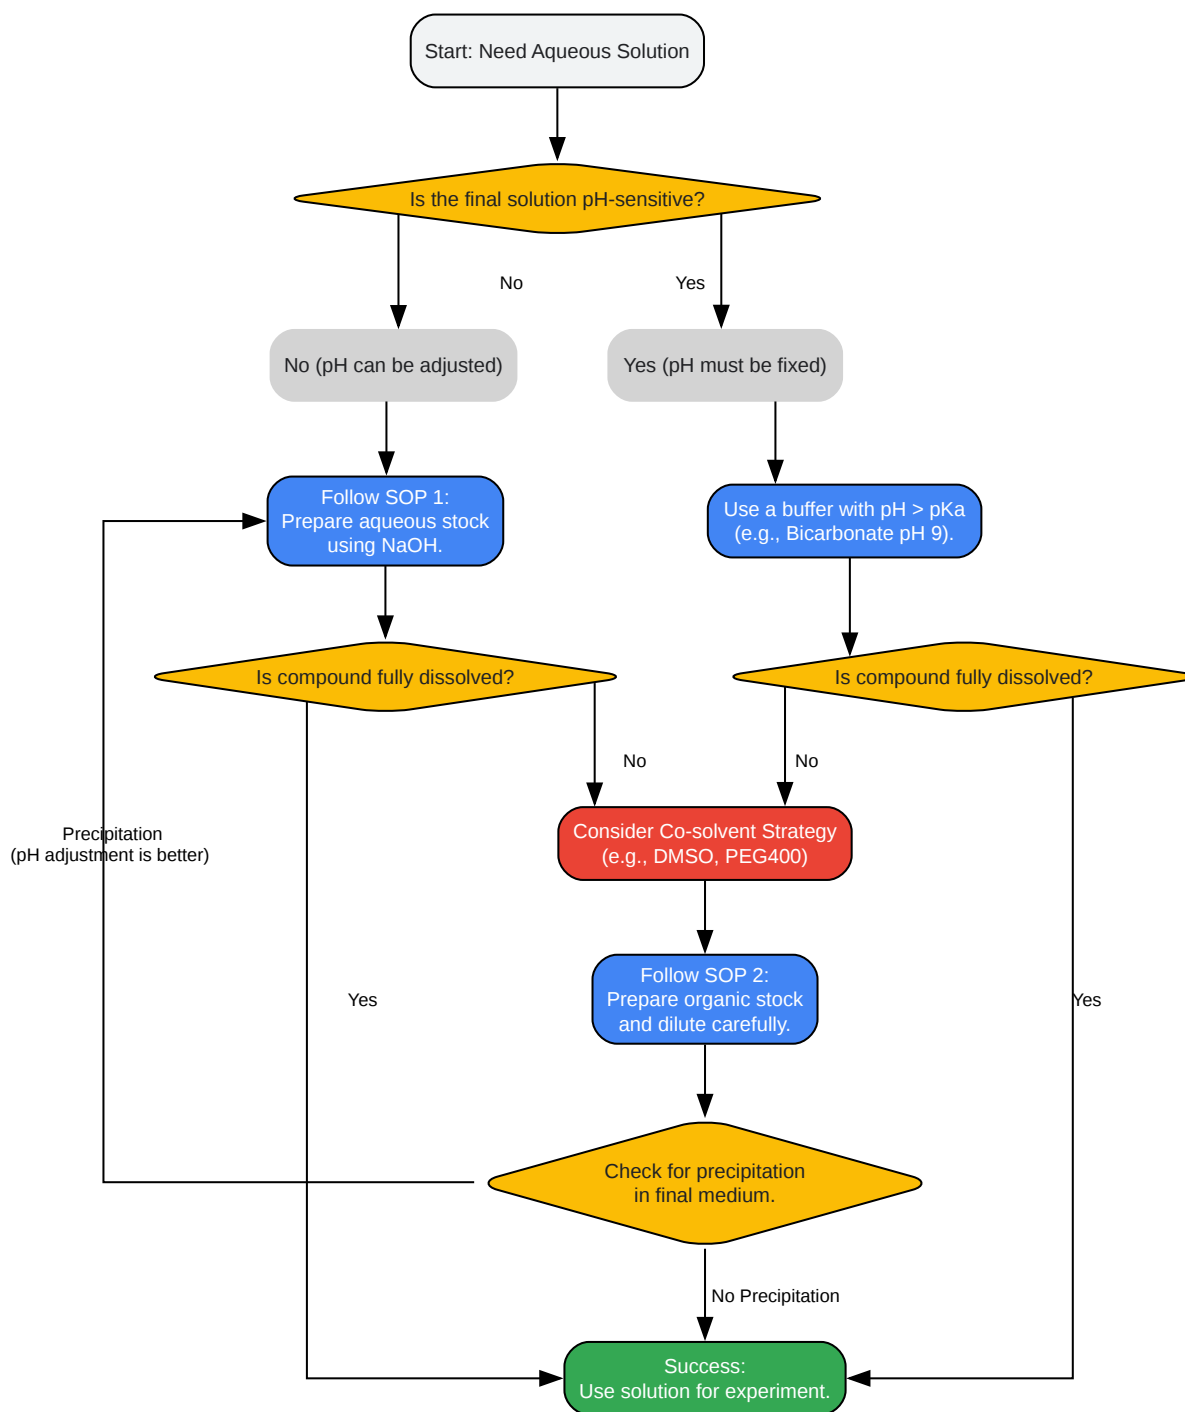 Start: Need Aqueous Solution
Is the final solution pH-sensitive?
No
Yes
No (pH can be adjusted)
Yes (pH must be fixed)
Follow SOP 1:
Prepare aqueous stock
using NaOH.
Use a buffer with pH > pKa
(e.g., Bicarbonate pH 9).
Is compound fully dissolved?
Is compound fully dissolved?
No
No
Precipitation
(pH adjustment is better)
Consider Co-solvent Strategy
(e.g., DMSO, PEG400)
Follow SOP 2:
Prepare organic stock
and dilute carefully.
Yes
Yes
Check for precipitation
in final medium.
No Precipitation
Success:
Use solution for experiment.